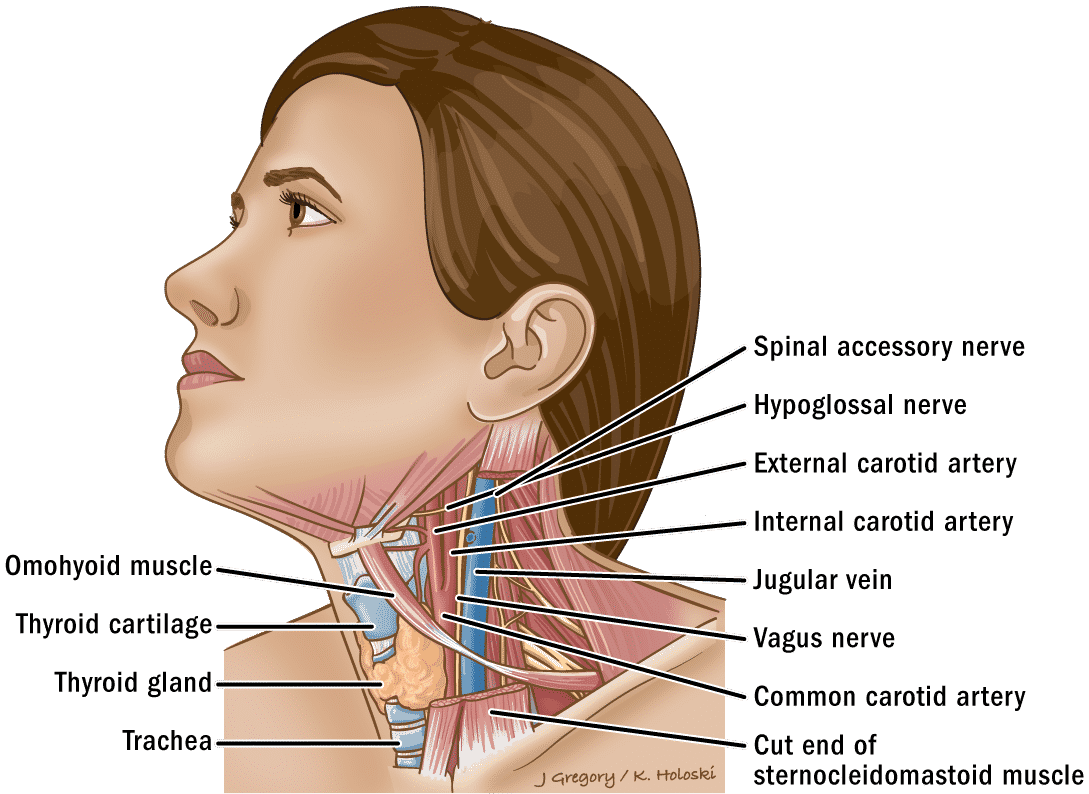 Spinal accessory nerve
Hypoglossal nerve
External carotid artery
Internal carotid artery
Jugular vein
Vagus nerve
Common carotid artery
Cut end of
sternocleidomastoid muscle
Omohyoid muscle
Thyroid cartilage
Thyroid gland
Trachea
J Gregory / K. Holoski